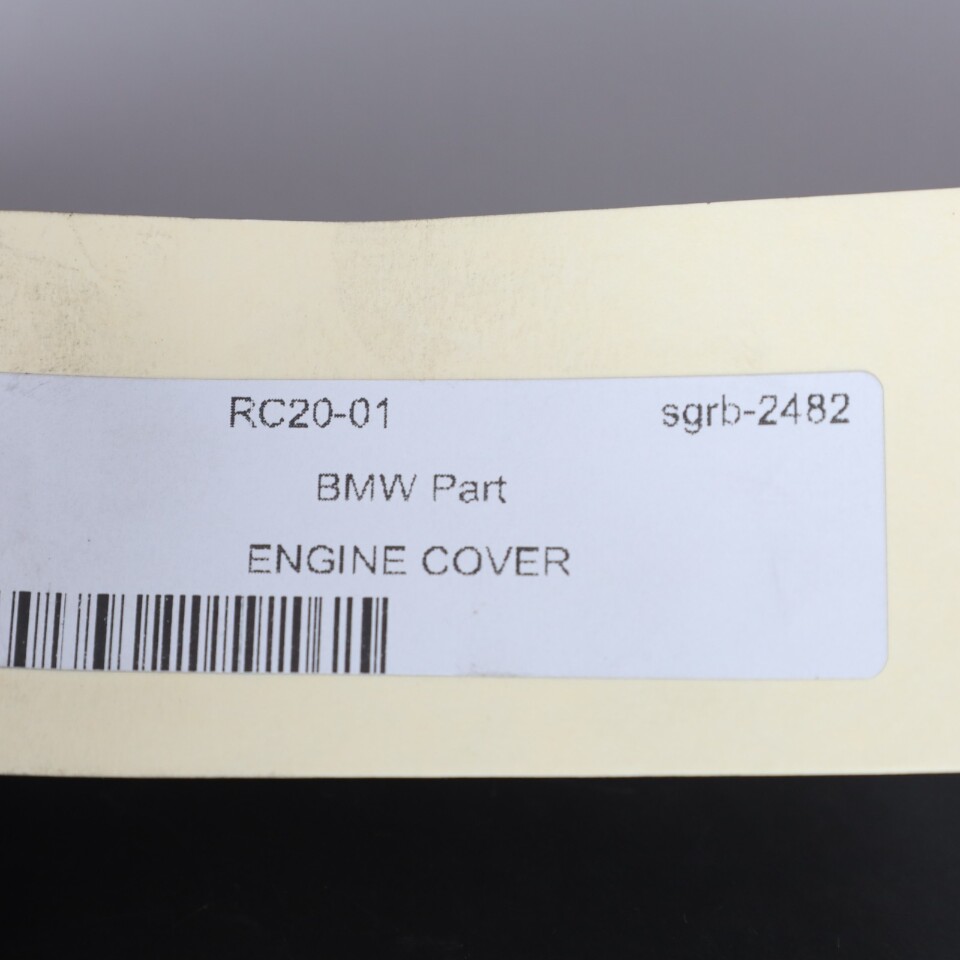 RC20-01 sgrb-2482
BMW Part
ENGINE COVER